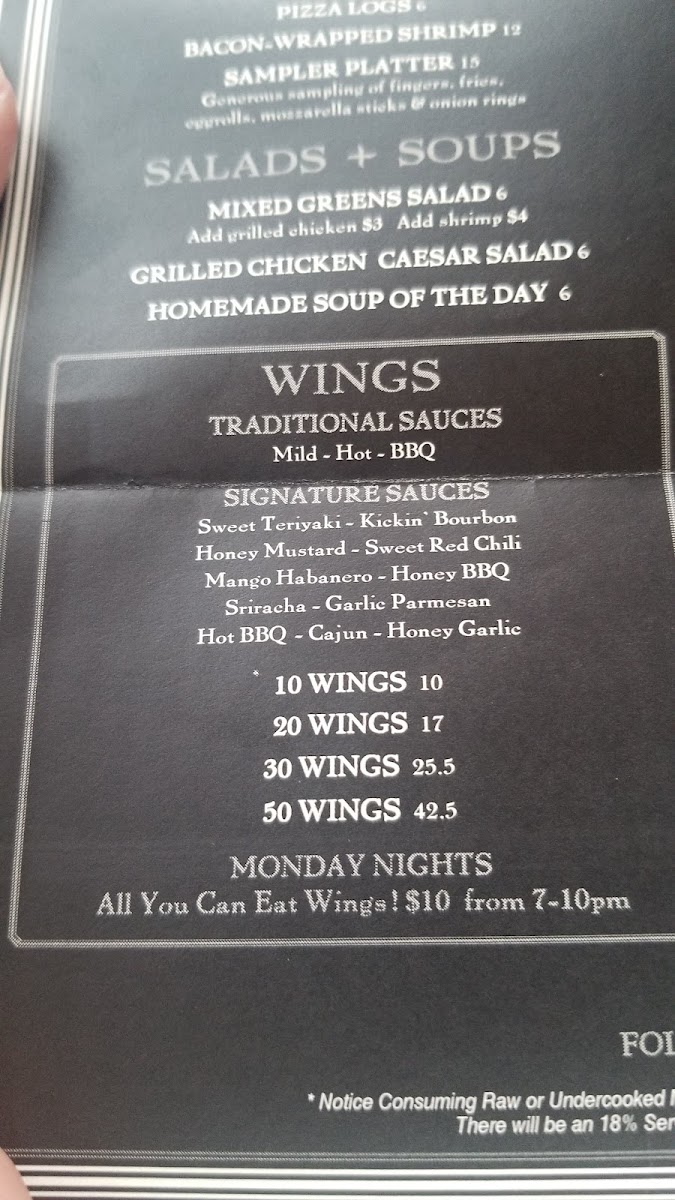 PIZZA LOGS 6
BACON-WRAPPED SHRIMP 12
SAMPLER PLATTER 15
Generous sampling of fingers, fries,
eggrolls, mozzarella sticks & onion rings
SALADS + SOUPS
MIXED GREENS SALAD 6
Add grilled chicken $3 Add shrimp $4
GRILLED CHICKEN CAESAR SALAD 6
HOMEMADE SOUP OF THE DAY 6
WINGS
TRADITIONAL SAUCES
Mild - Hot - BBQ
SIGNATURE SAUCES
Sweet Teriyaki - Kickin' Bourbon
Honey Mustard - Sweet Red Chili
Mango Habanero - Honey BBQ
Sriracha - Garlic Parmesan
Hot BBQ - Cajun - Honey Garlic
* 10 WINGS 10
20 WINGS 17
30 WINGS 25.5
50 WINGS 42.5
MONDAY NIGHTS
All You Can Eat Wings! $10 from 7-10pm
FOL
* Notice Consuming Raw or Undercooked
There will be an 18% Ser